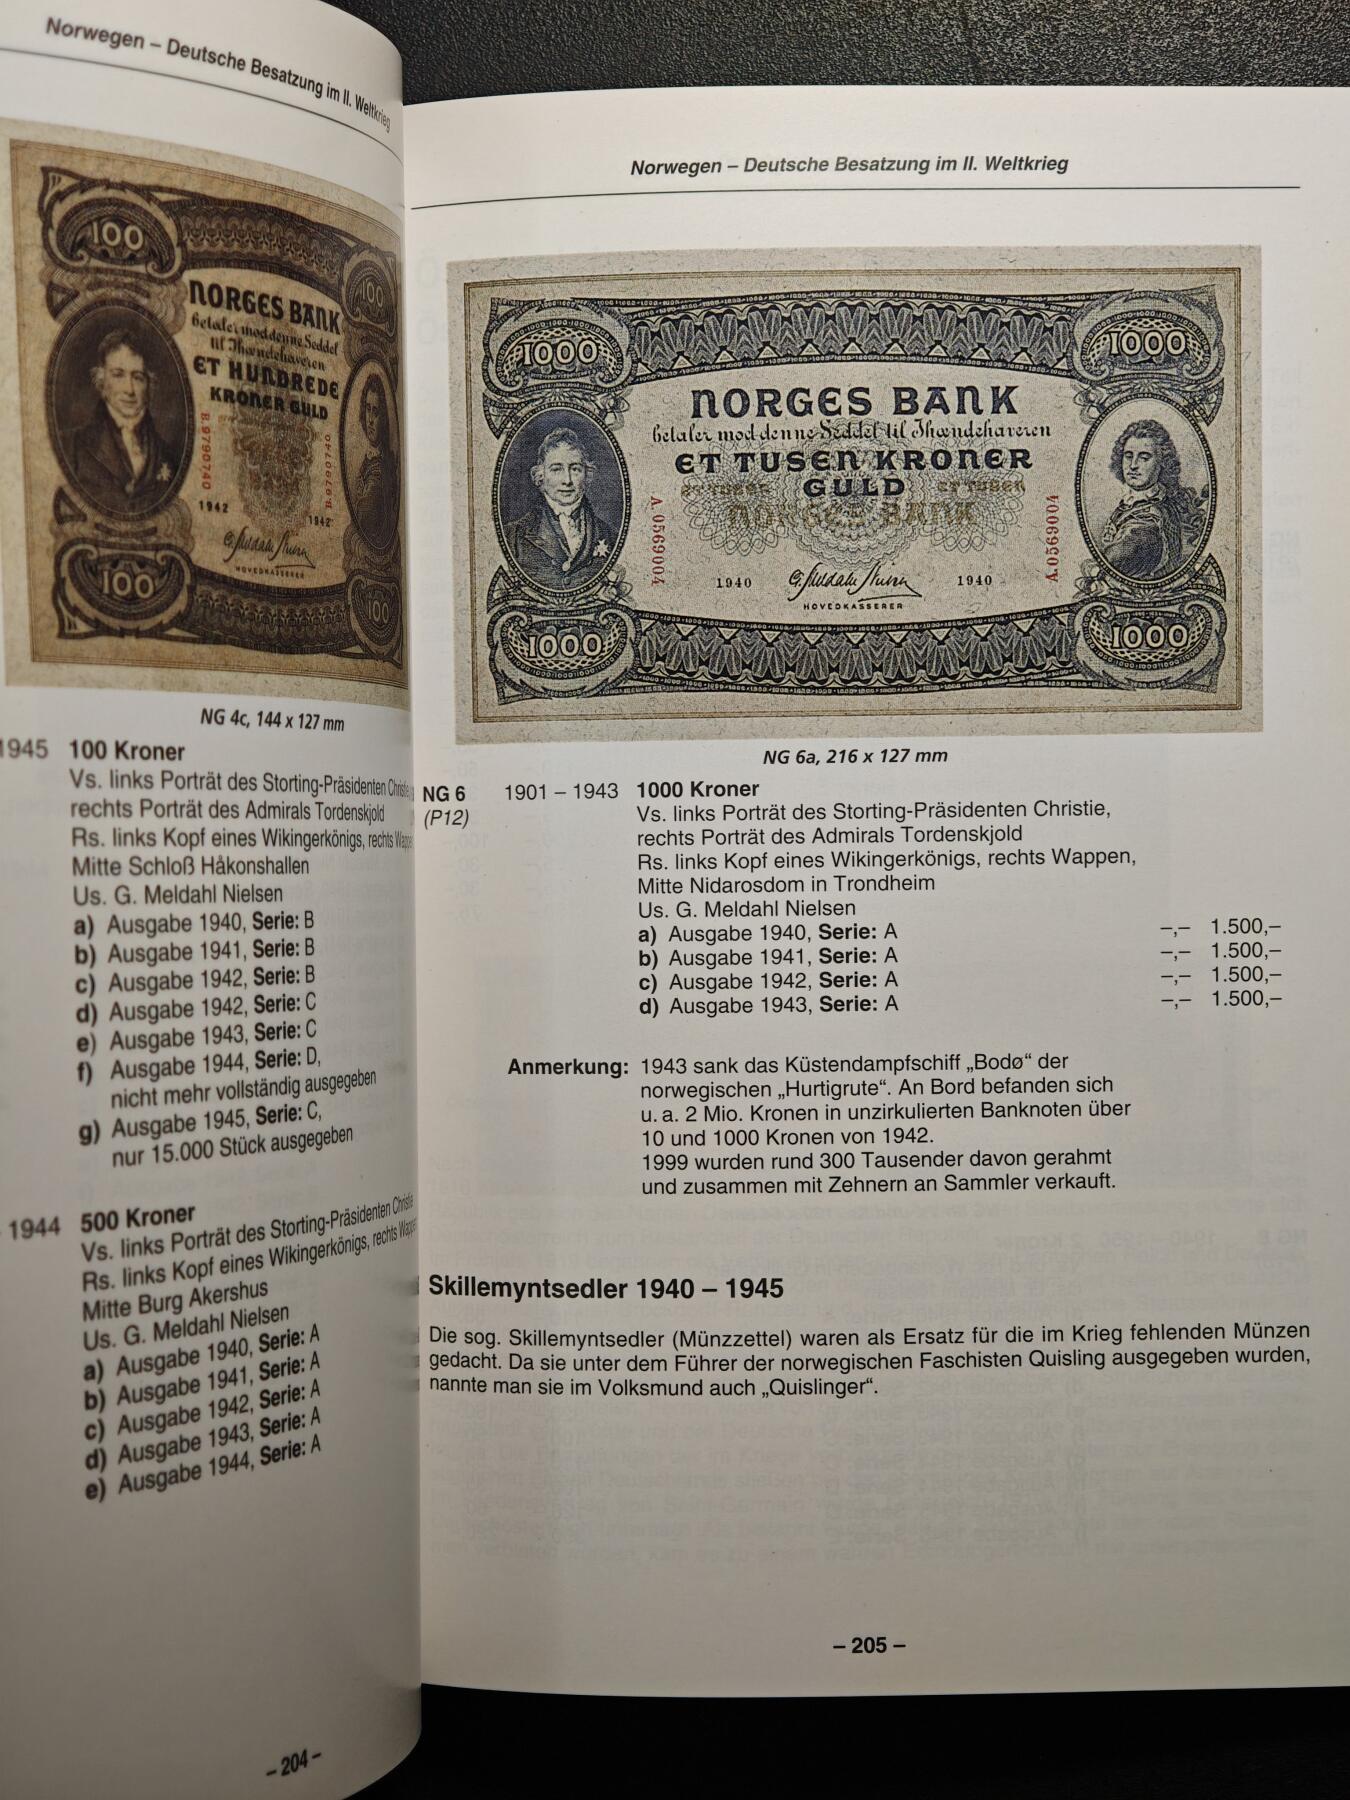 Norwegen – Deutsche Besatzung im II. Weltkrieg
100
100
NORGES BANK
betaler mod denne Seddel
til Ihændehaveren
ET HUNDREDE
KRONER GULD
B.9790740
B.9790740
1942
1942
G. Meldahl Nielsen
HOVEDKASSERER
100
100
NG 4c, 144 x 127 mm
1945 100 Kroner
Vs. links Porträt des Storting-Präsidenten Christie,
rechts Porträt des Admirals Tordenskjold
Rs. links Kopf eines Wikingerkönigs, rechts Wappen
Mitte Schloß Håkonshallen
Us. G. Meldahl Nielsen
a) Ausgabe 1940, Serie: B
b) Ausgabe 1941, Serie: B
c) Ausgabe 1942, Serie: B
d) Ausgabe 1942, Serie: C
e) Ausgabe 1943, Serie: C
f) Ausgabe 1944, Serie: D,
nicht mehr vollständig ausgegeben
g) Ausgabe 1945, Serie: C,
nur 15.000 Stück ausgegeben
- 1944 500 Kroner
Vs. links Porträt des Storting-Präsidenten Christie
Rs. links Kopf eines Wikingerkönigs, rechts Wappen
Mitte Burg Akershus
Us. G. Meldahl Nielsen
a) Ausgabe 1940, Serie: A
b) Ausgabe 1941, Serie: A
c) Ausgabe 1942, Serie: A
d) Ausgabe 1943, Serie: A
e) Ausgabe 1944, Serie: A
– 204 –
Norwegen – Deutsche Besatzung im II. Weltkrieg
1000
1000
NORGES BANK
betaler mod denne Seddel til Ihændehaveren
ET TUSEN KRONER
GULD
ET TUSEN
ET TUSEN
NORGES BANK
A.0569004
A.0569004
1940
G. Meldahl Nielsen
1940
HOVEDKASSERER
1000
1000
NG 6a, 216 x 127 mm
NG 6 1901 – 1943 1000 Kroner
(P12)
Vs. links Porträt des Storting-Präsidenten Christie,
rechts Porträt des Admirals Tordenskjold
Rs. links Kopf eines Wikingerkönigs, rechts Wappen,
Mitte Nidarosdom in Trondheim
Us. G. Meldahl Nielsen
a) Ausgabe 1940, Serie: A –,– 1.500,–
b) Ausgabe 1941, Serie: A –,– 1.500,–
c) Ausgabe 1942, Serie: A –,– 1.500,–
d) Ausgabe 1943, Serie: A –,– 1.500,–
Anmerkung: 1943 sank das Küstendampfschiff „Bodø“ der
norwegischen „Hurtigrute“. An Bord befanden sich
u. a. 2 Mio. Kronen in unzirkulierten Banknoten über
10 und 1000 Kronen von 1942.
1999 wurden rund 300 Tausender davon gerahmt
und zusammen mit Zehnern an Sammler verkauft.
Skillemyntsedler 1940 – 1945
Die sog. Skillemyntsedler (Münzzettel) waren als Ersatz für die im Krieg fehlenden Münzen
gedacht. Da sie unter dem Führer der norwegischen Faschisten Quisling ausgegeben wurden,
nannte man sie im Volksmund auch „Quislinger“.
– 205 –